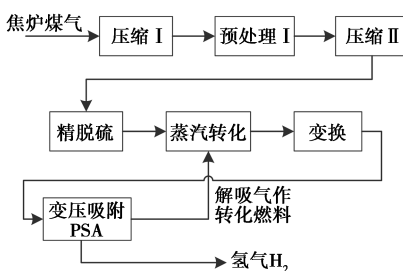 焦炉煤气
压缩Ⅰ
预处理Ⅰ
压缩Ⅱ
精脱硫
蒸汽转化
变换
变压吸附
PSA
解吸气作
转化燃料
氢气H₂